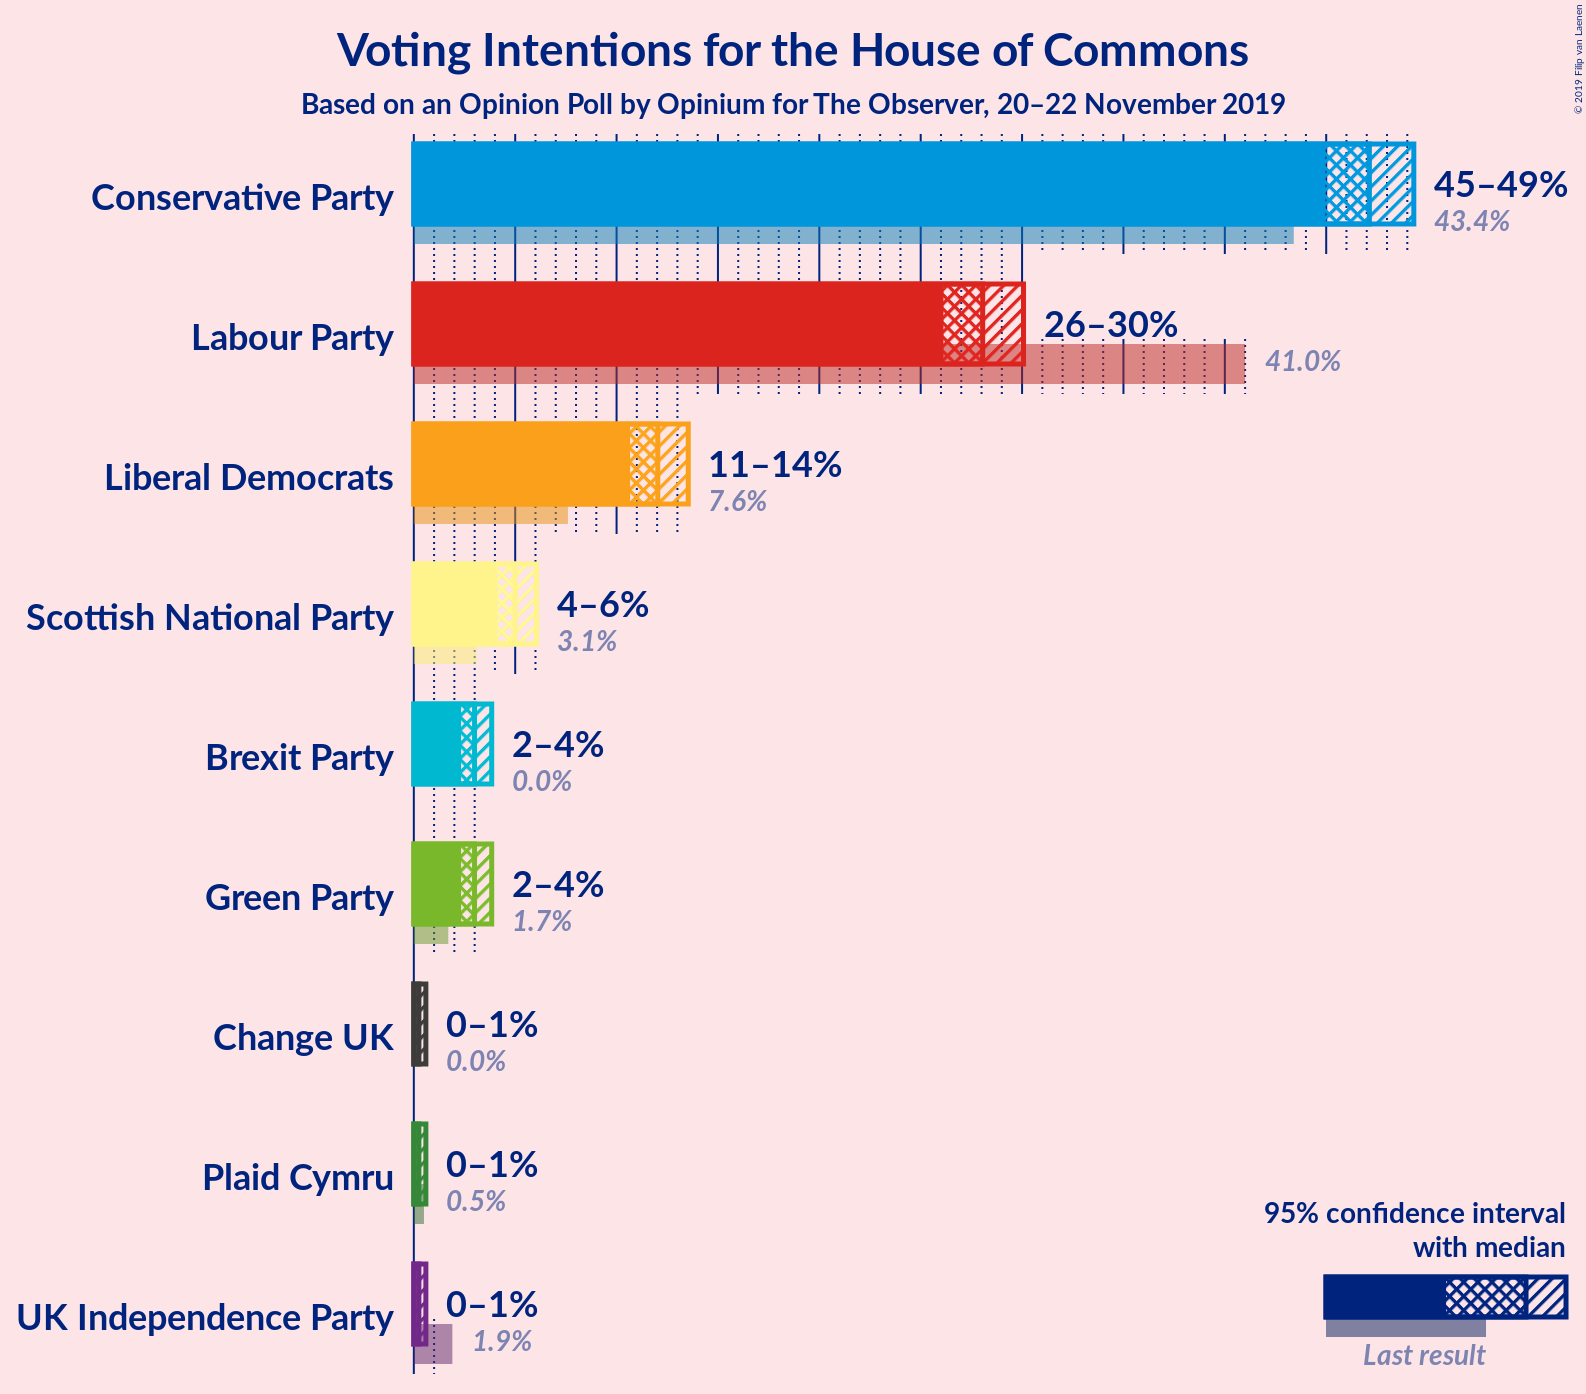 Voting Intentions for the House of Commons
Based on an Opinion Poll by Opinium for The Observer, 20–22 November 2019
© 2019 Filip van Laenen
Conservative Party
45–49%
43.4%
Labour Party
26–30%
41.0%
Liberal Democrats
11–14%
7.6%
Scottish National Party
4–6%
3.1%
Brexit Party
2–4%
0.0%
Green Party
2–4%
1.7%
Change UK
0–1%
0.0%
Plaid Cymru
0–1%
0.5%
UK Independence Party
0–1%
1.9%
95% confidence interval
with median
Last result